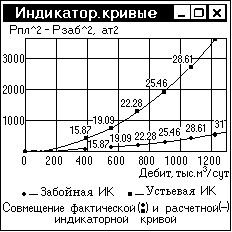 Индикатор.кривые
Pпл^2 - Pзаб^2, ат2
3000
2000
1000
0
15.87
19.09
22.28
25.46
28.61
15.87
19.09
22.28
25.46
28.61
31
0 200 400 600 800 1000 1200
Дебит, тыс.м³/сут
Забойная ИК
Устьевая ИК
Совмещение фактической(:) и расчетной(—)
индикаторной кривой